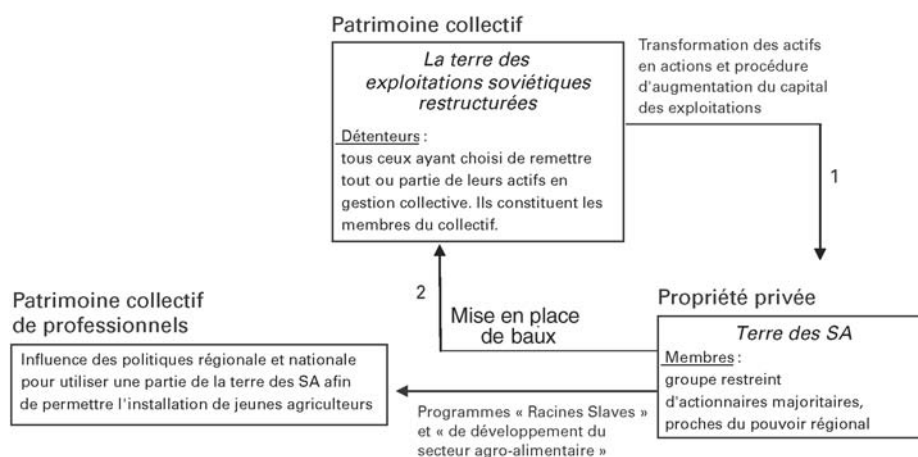 Patrimoine collectif
La terre des
exploitations soviétiques
restructurées
Détenteurs :
tous ceux ayant choisi de remettre
tout ou partie de leurs actifs en
gestion collective. Ils constituent les
membres du collectif.
Transformation des actifs
en actions et procédure
d'augmentation du capital
des exploitations
1
2
Mise en place
de baux
Propriété privée
Terre des SA
Membres :
groupe restreint
d'actionnaires majoritaires,
proches du pouvoir régional
Patrimoine collectif
de professionnels
Influence des politiques régionale et nationale
pour utiliser une partie de la terre des SA afin
de permettre l'installation de jeunes agriculteurs
Programmes « Racines Slaves »
et « de développement du
secteur agro-alimentaire »